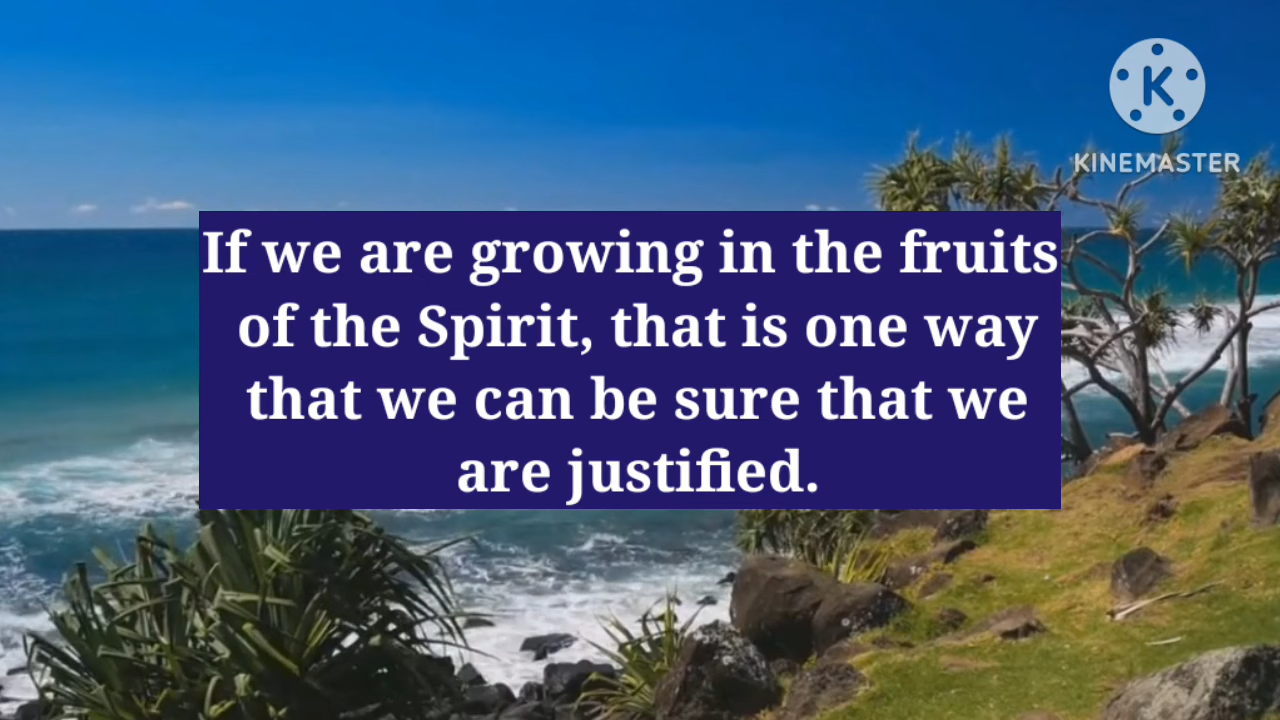 K
KINEMASTER
If we are growing in the fruits
of the Spirit, that is one way
that we can be sure that we
are justified.